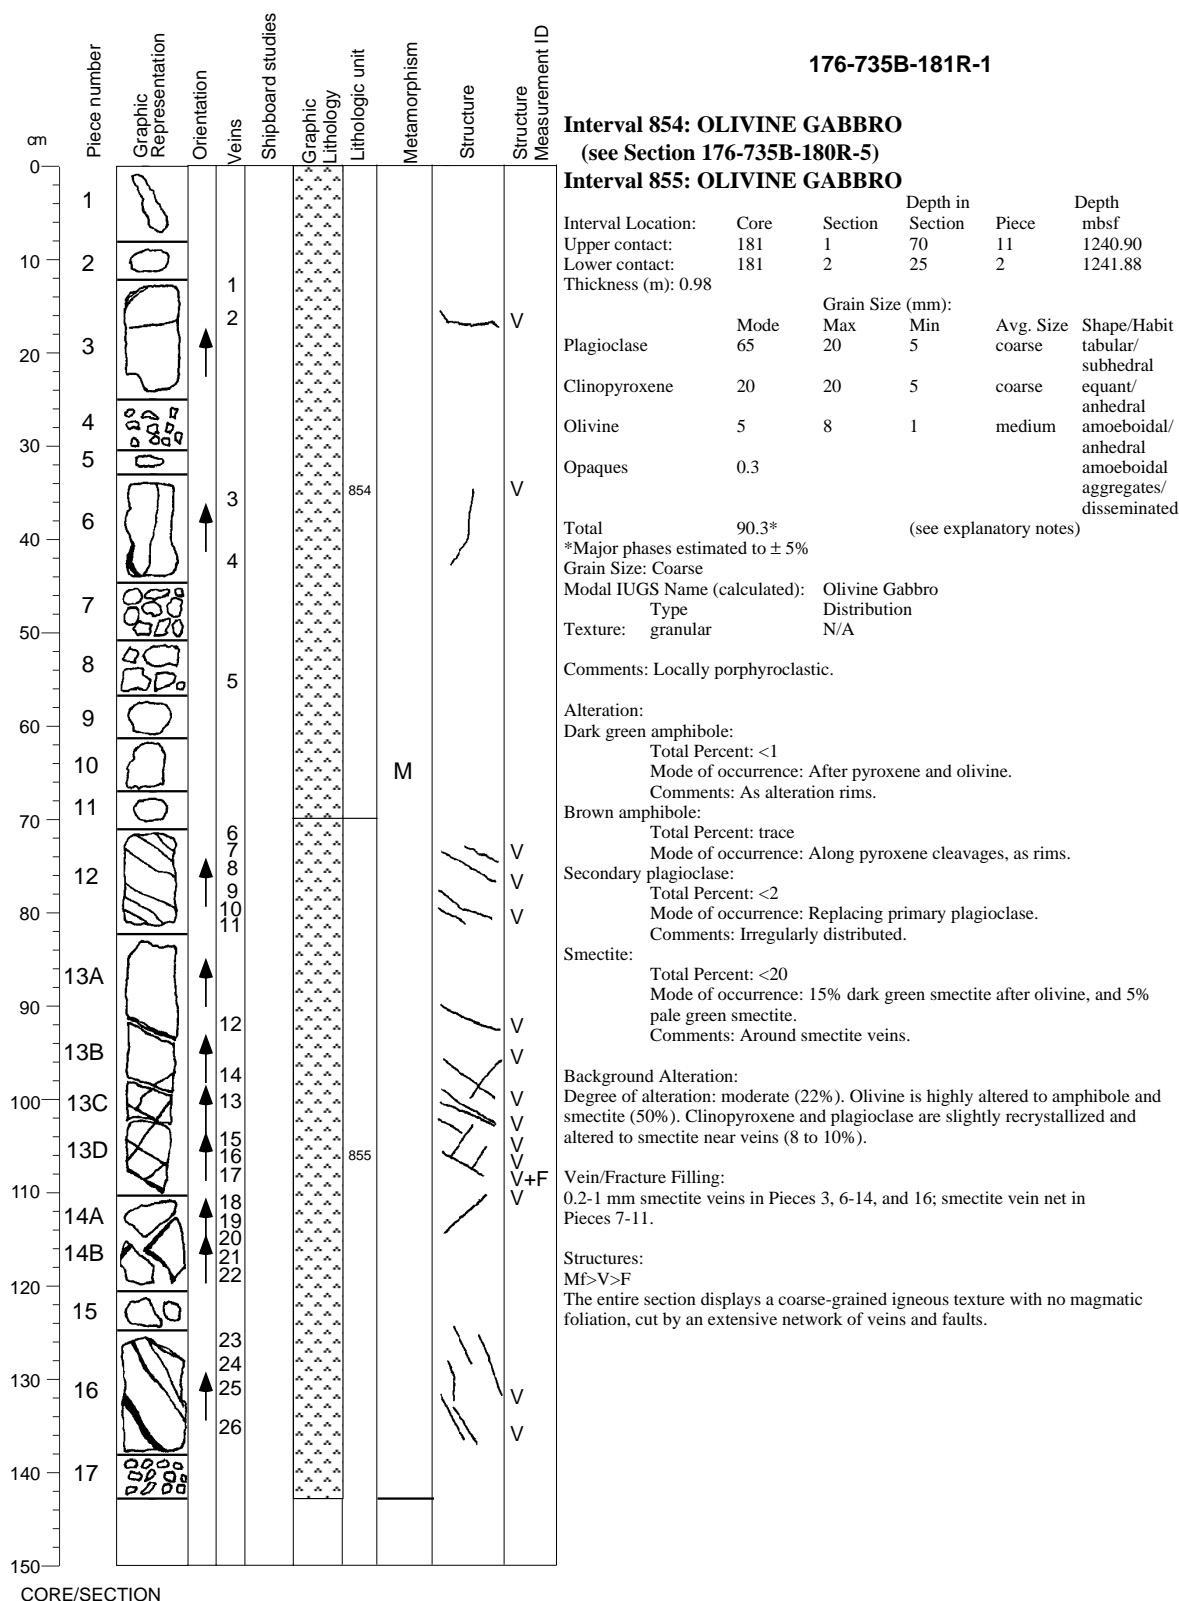 176-735B-181R-1
cm
Piece number
Graphic
Representation
Orientation
Veins
Shipboard studies
Graphic
Lithology
Lithologic unit
Metamorphism
Structure
Structure
Measurement ID
0
10
20
30
40
50
60
70
80
90
100
110
120
130
140
150
1
2
3
4
5
6
7
8
9
10
11
12
13A
13B
13C
13D
14A
14B
15
16
17
1
2
3
4
5
6
7
8
9
10
11
12
14
13
15
16
17
18
19
20
21
22
23
24
25
26
854
855
M
V
V
V
V
V
V
V
V
V
V
V
V+F
V
V
V
CORE/SECTION
Interval 854: OLIVINE GABBRO
(see Section 176-735B-180R-5)
Interval 855: OLIVINE GABBRO
Depth in Depth
Interval Location: Core Section Section Piece mbsf
Upper contact: 181 1 70 11 1240.90
Lower contact: 181 2 25 2 1241.88
Thickness (m): 0.98
Grain Size (mm):
Mode Max Min Avg. Size Shape/Habit
Plagioclase 65 20 5 coarse tabular/
subhedral
Clinopyroxene 20 20 5 coarse equant/
anhedral
Olivine 5 8 1 medium amoeboidal/
anhedral
Opaques 0.3 amoeboidal
aggregates/
disseminated
Total 90.3* (see explanatory notes)
*Major phases estimated to ± 5%
Grain Size: Coarse
Modal IUGS Name (calculated): Olivine Gabbro
Type Distribution
Texture: granular N/A
Comments: Locally porphyroclastic.
Alteration:
Dark green amphibole:
Total Percent: <1
Mode of occurrence: After pyroxene and olivine.
Comments: As alteration rims.
Brown amphibole:
Total Percent: trace
Mode of occurrence: Along pyroxene cleavages, as rims.
Secondary plagioclase:
Total Percent: <2
Mode of occurrence: Replacing primary plagioclase.
Comments: Irregularly distributed.
Smectite:
Total Percent: <20
Mode of occurrence: 15% dark green smectite after olivine, and 5%
pale green smectite.
Comments: Around smectite veins.
Background Alteration:
Degree of alteration: moderate (22%). Olivine is highly altered to amphibole and
smectite (50%). Clinopyroxene and plagioclase are slightly recrystallized and
altered to smectite near veins (8 to 10%).
Vein/Fracture Filling:
0.2-1 mm smectite veins in Pieces 3, 6-14, and 16; smectite vein net in
Pieces 7-11.
Structures:
Mf>V>F
The entire section displays a coarse-grained igneous texture with no magmatic
foliation, cut by an extensive network of veins and faults.